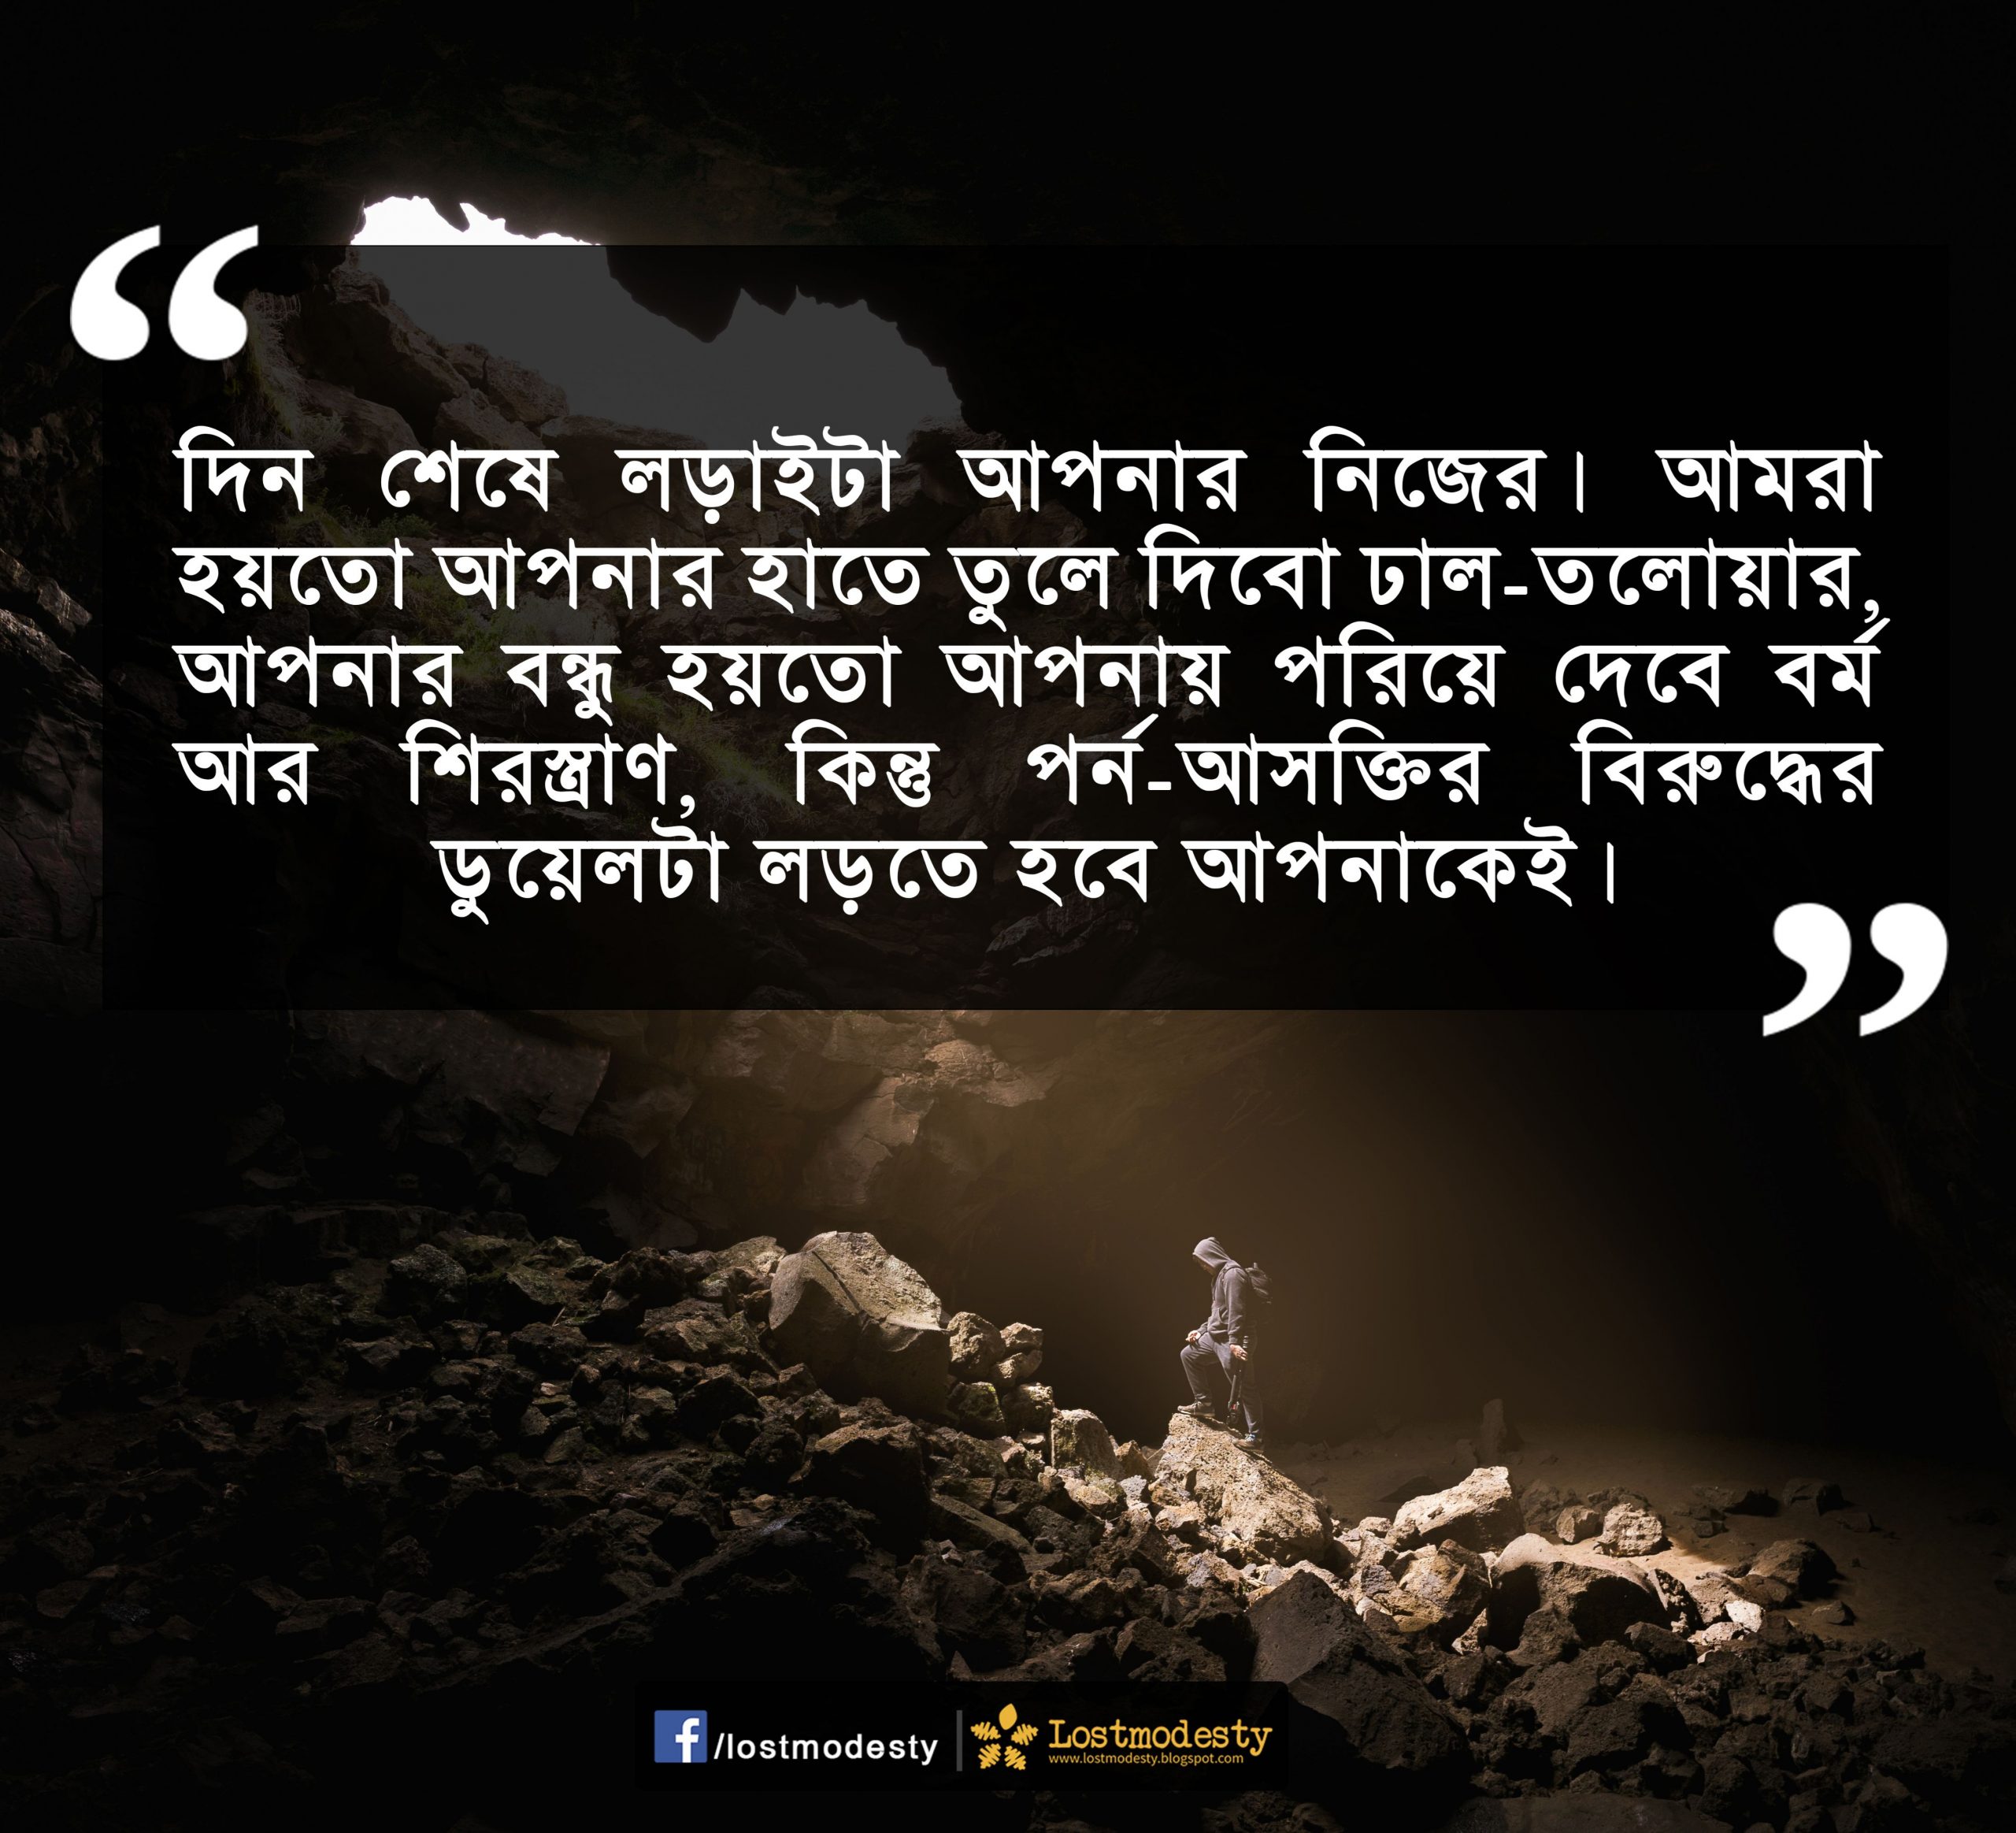 “
দিন শেষে লড়াইটা আপনার নিজের। আমরা
হয়তো আপনার হাতে তুলে দিবো ঢাল-তলোয়ার,
আপনার বন্ধু হয়তো আপনায় পরিয়ে দেবে বর্ম
আর শিরস্ত্রাণ, কিন্তু পর্ন-আসক্তির বিরুদ্ধের
ডুয়েলটা লড়তে হবে আপনাকেই।
”
f /lostmodesty | Lostmodesty
www.lostmodesty.blogspot.com